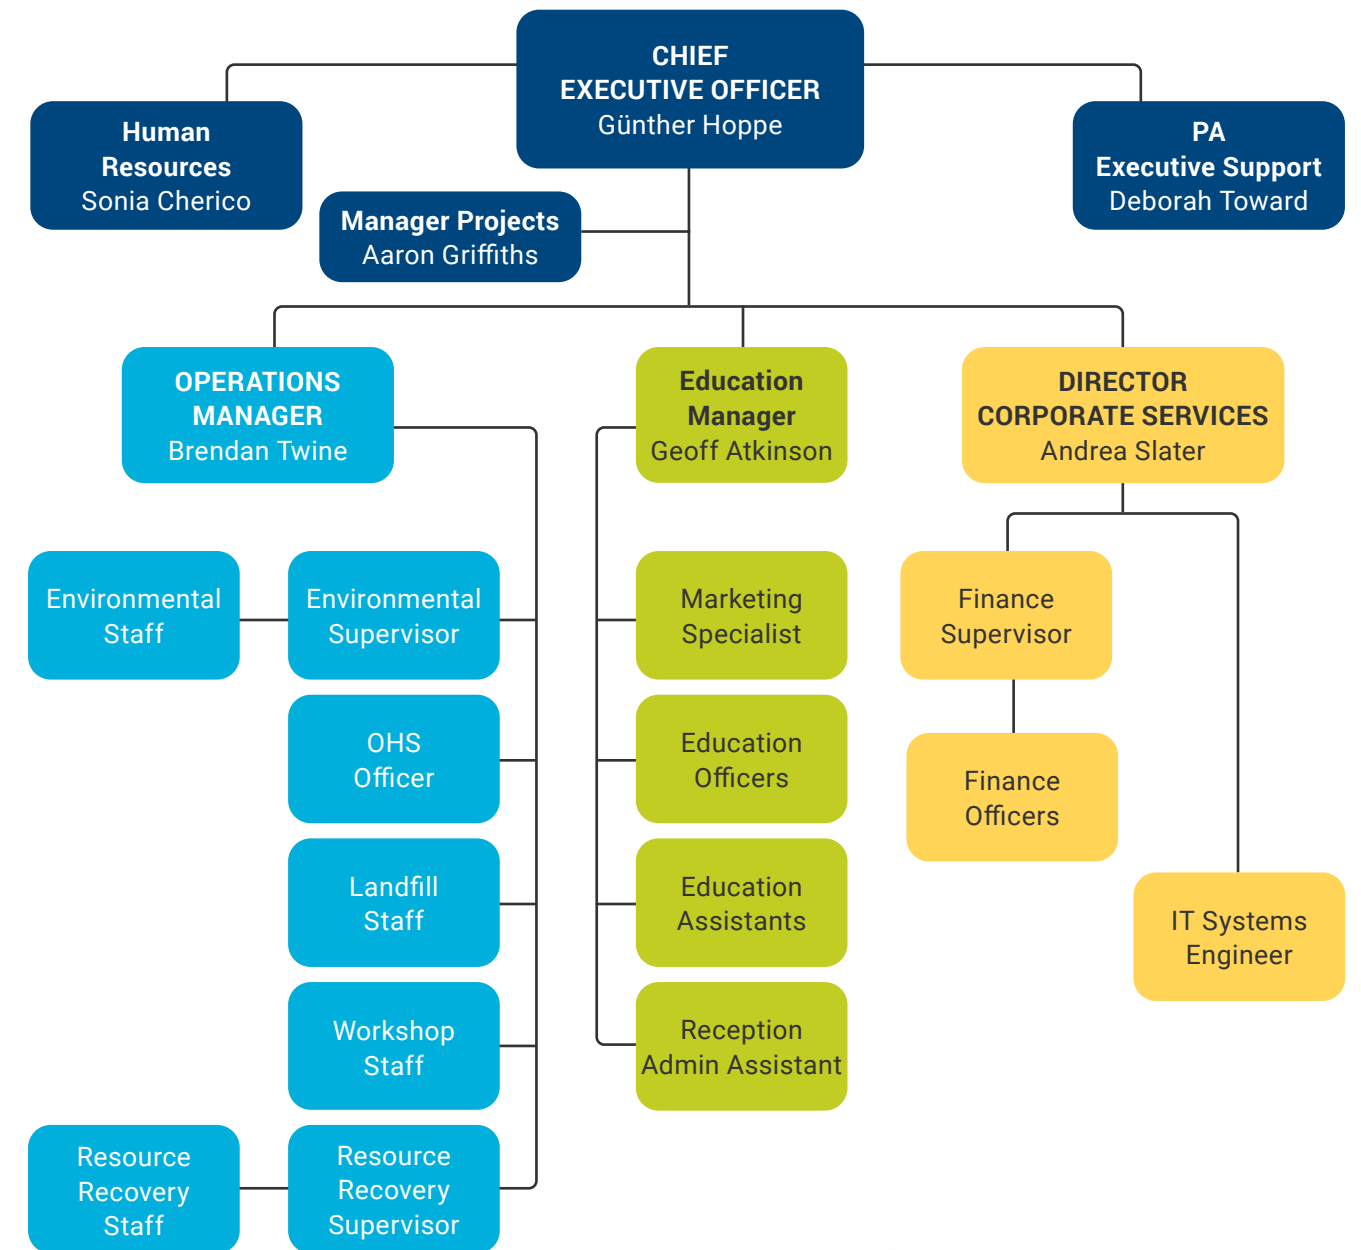 CHIEF
EXECUTIVE OFFICER
Günther Hoppe
Human
Resources
Sonia Cherico
PA
Executive Support
Deborah Toward
Manager Projects
Aaron Griffiths
OPERATIONS
MANAGER
Brendan Twine
Education
Manager
Geoff Atkinson
DIRECTOR
CORPORATE SERVICES
Andrea Slater
Environmental
Staff
Environmental
Supervisor
OHS
Officer
Landfill
Staff
Workshop
Staff
Resource
Recovery
Staff
Resource
Recovery
Supervisor
Marketing
Specialist
Education
Officers
Education
Assistants
Reception
Admin Assistant
Finance
Supervisor
Finance
Officers
IT Systems
Engineer